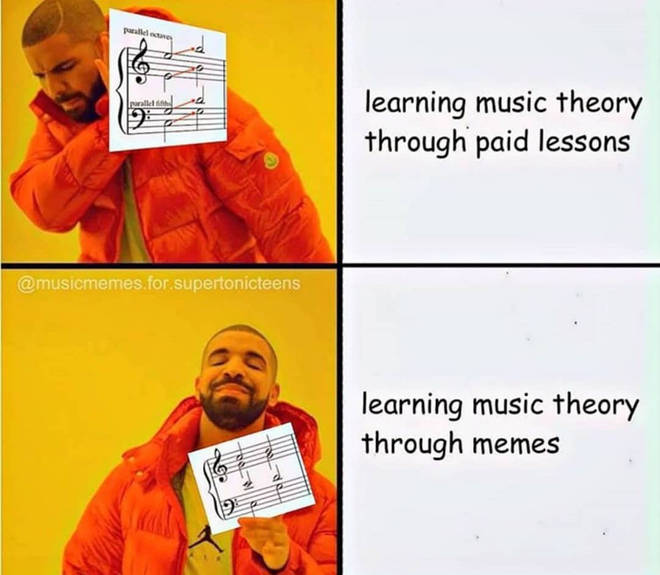 parallel octaves
parallel fifths
learning music theory
through paid lessons
@musicmemes.for.supertonicteens
learning music theory
through memes